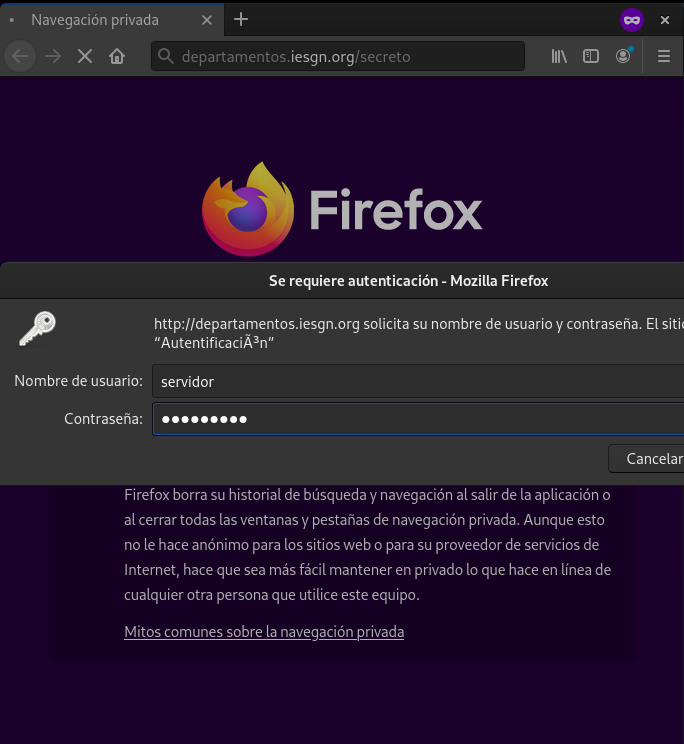 Navegación privada
departamentos.iesgn.org/secreto
Firefox
Se requiere autenticación - Mozilla Firefox
http://departamentos.iesgn.org solicita su nombre de usuario y contraseña. El siti
“AutentificaciÃ³n”
Nombre de usuario: servidor
Contraseña: ●●●●●●●●●
Cancelar
Firefox borra su historial de búsqueda y navegación al salir de la aplicación o
al cerrar todas las ventanas y pestañas de navegación privada. Aunque esto
no le hace anónimo para los sitios web o para su proveedor de servicios de
Internet, hace que sea más fácil mantener en privado lo que hace en línea de
cualquier otra persona que utilice este equipo.
Mitos comunes sobre la navegación privada